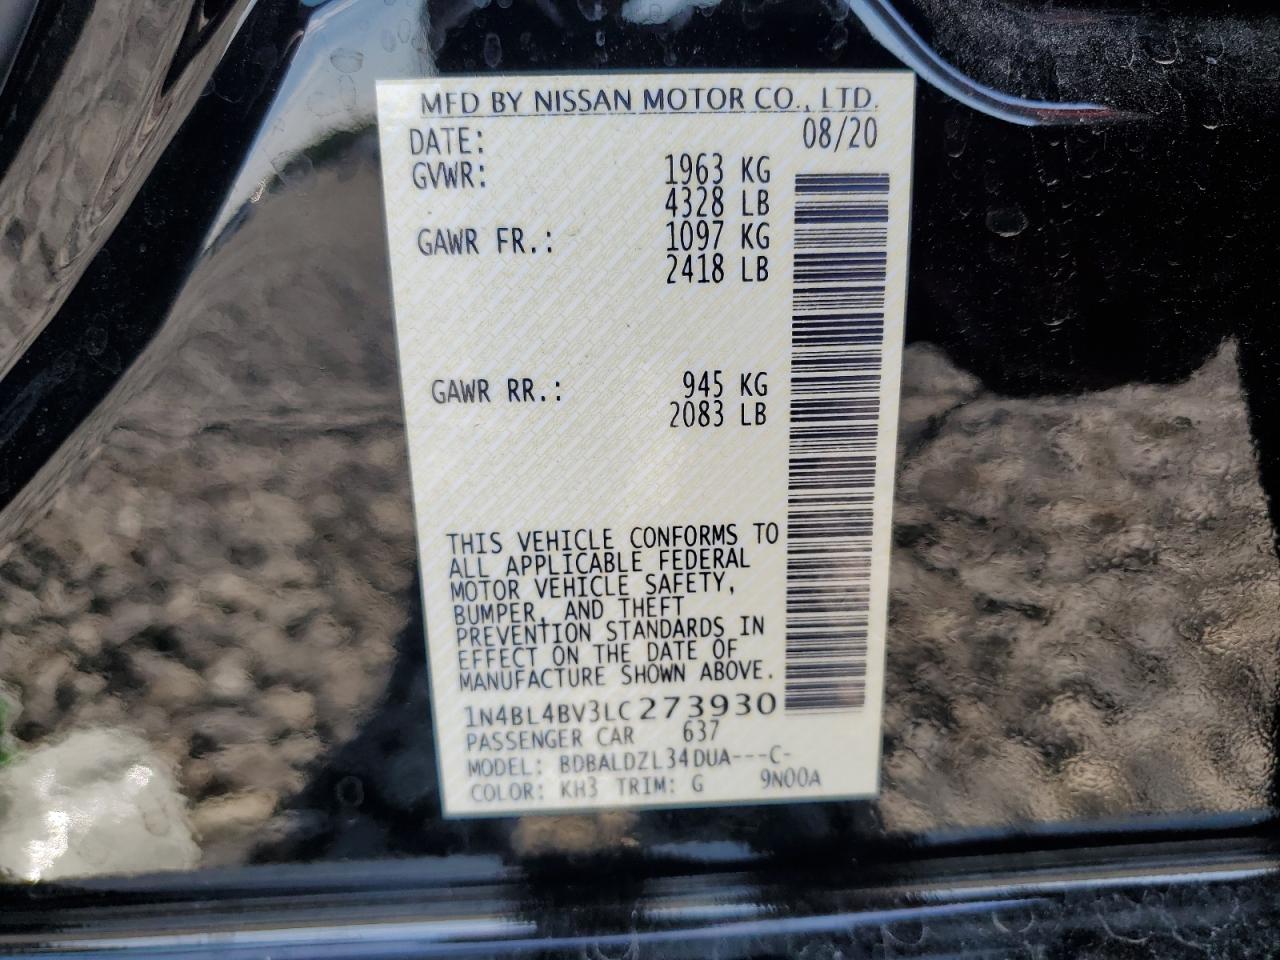 MFD BY NISSAN MOTOR CO., LTD.
DATE: 08/20
GVWR: 1963 KG
4328 LB
GAWR FR.: 1097 KG
2418 LB
GAWR RR.: 945 KG
2083 LB
THIS VEHICLE CONFORMS TO
ALL APPLICABLE FEDERAL
MOTOR VEHICLE SAFETY,
BUMPER, AND THEFT
PREVENTION STANDARDS IN
EFFECT ON THE DATE OF
MANUFACTURE SHOWN ABOVE.
1N4BL4BV3LC273930
PASSENGER CAR 637
MODEL: BDBALDZL34DUA---C-
COLOR: KH3 TRIM: G 9N00A